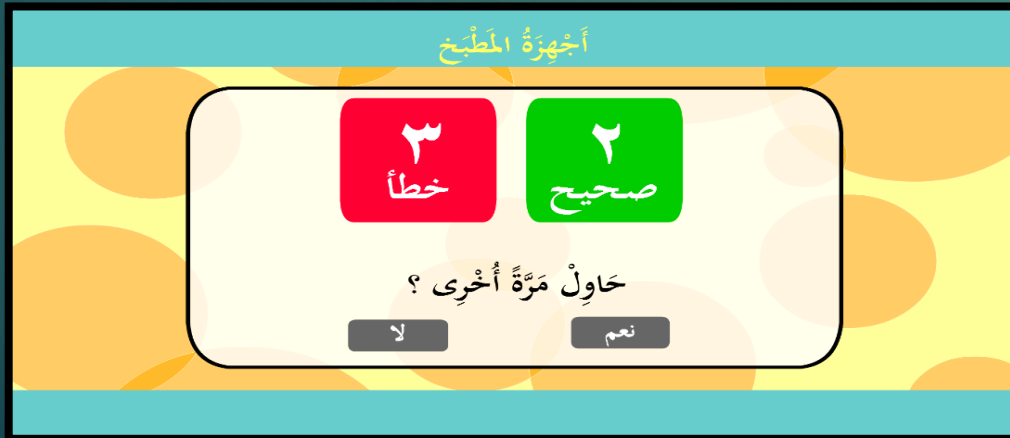 أَجْهِزَةُ المَطْبَخ
٢
صحيح
٣
خطأ
حَاوِلْ مَرَّةً أُخْرِى ؟
نعم
لا